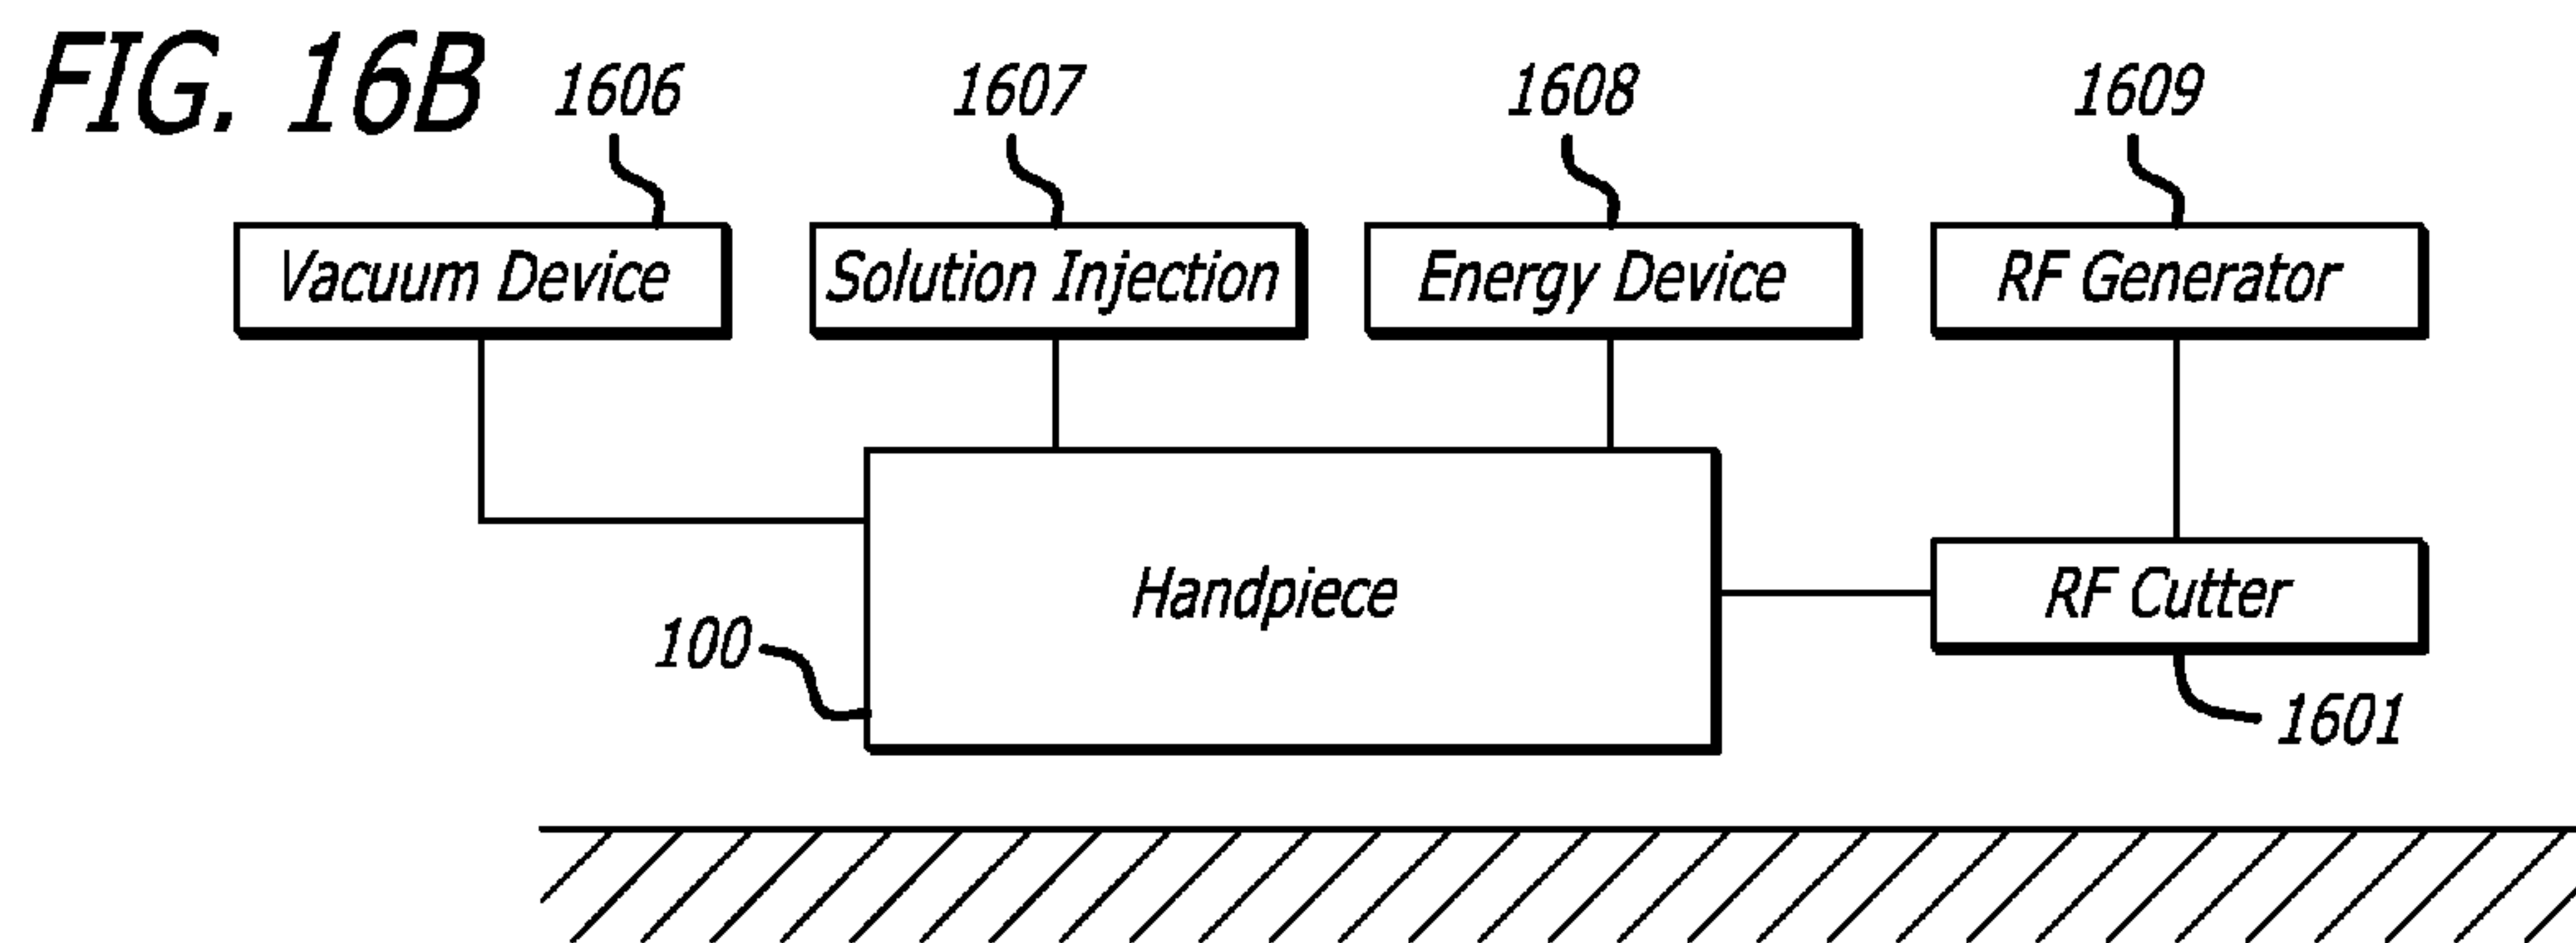 FIG. 16B
1606 1607 1608 1609
Vacuum Device Solution Injection Energy Device RF Generator
Handpiece RF Cutter
100
1601